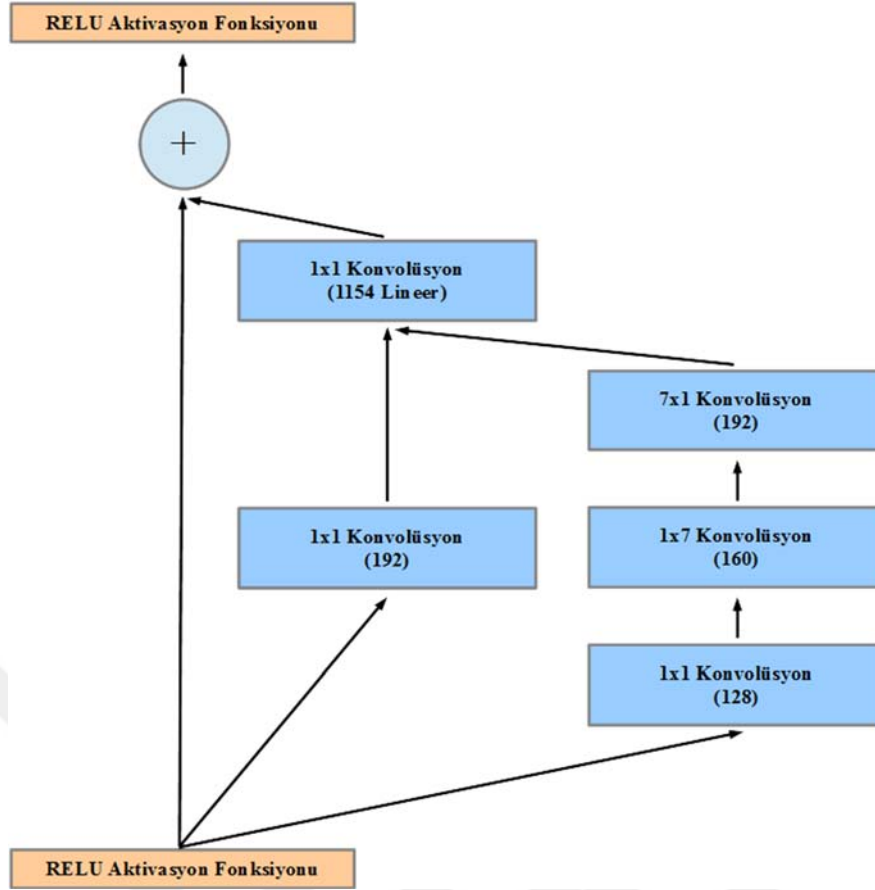 RELU Aktivasyon Fonksiyonu
+
1x1 Konvolüsyon
(1154 Lineer)
7x1 Konvolüsyon
(192)
1x1 Konvolüsyon
(192)
1x7 Konvolüsyon
(160)
1x1 Konvolüsyon
(128)
RELU Aktivasyon Fonksiyonu